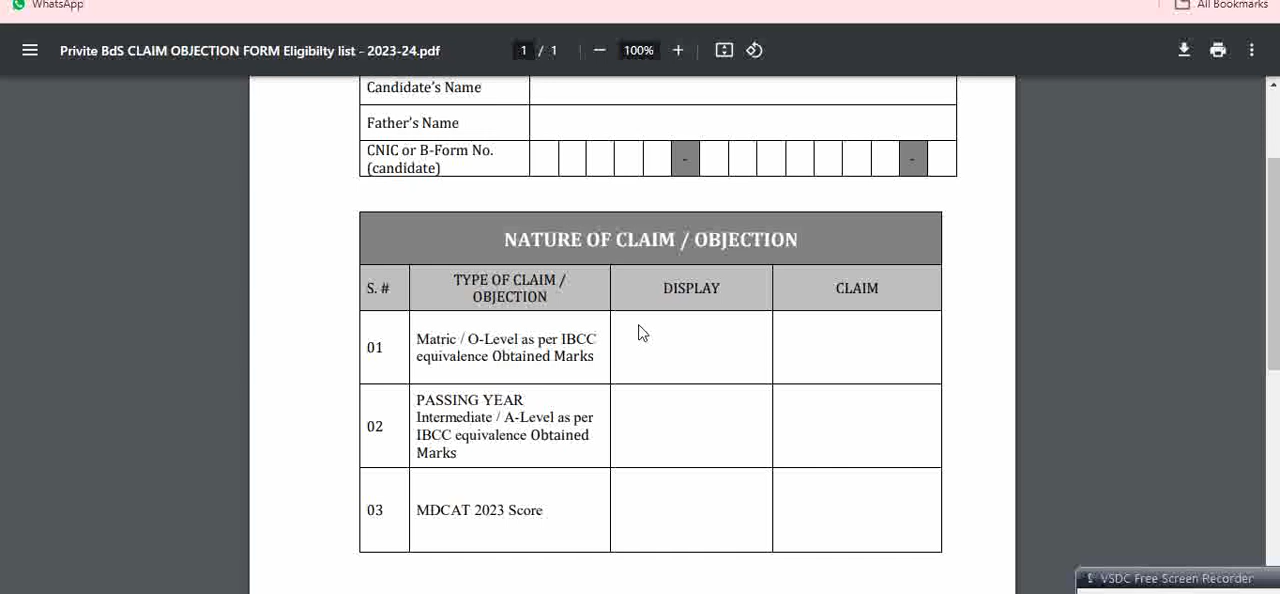 WhatsApp
All Bookmarks
Privite BdS CLAIM OBJECTION FORM Eligibilty list - 2023-24.pdf
1 / 1
100%
Candidate's Name
Father's Name
CNIC or B-Form No.
(candidate)
-
-
NATURE OF CLAIM / OBJECTION
S. #
TYPE OF CLAIM /
OBJECTION
DISPLAY
CLAIM
01
Matric / O-Level as per IBCC
equivalence Obtained Marks
02
PASSING YEAR
Intermediate / A-Level as per
IBCC equivalence Obtained
Marks
03
MDCAT 2023 Score
VSDC Free Screen Recorder